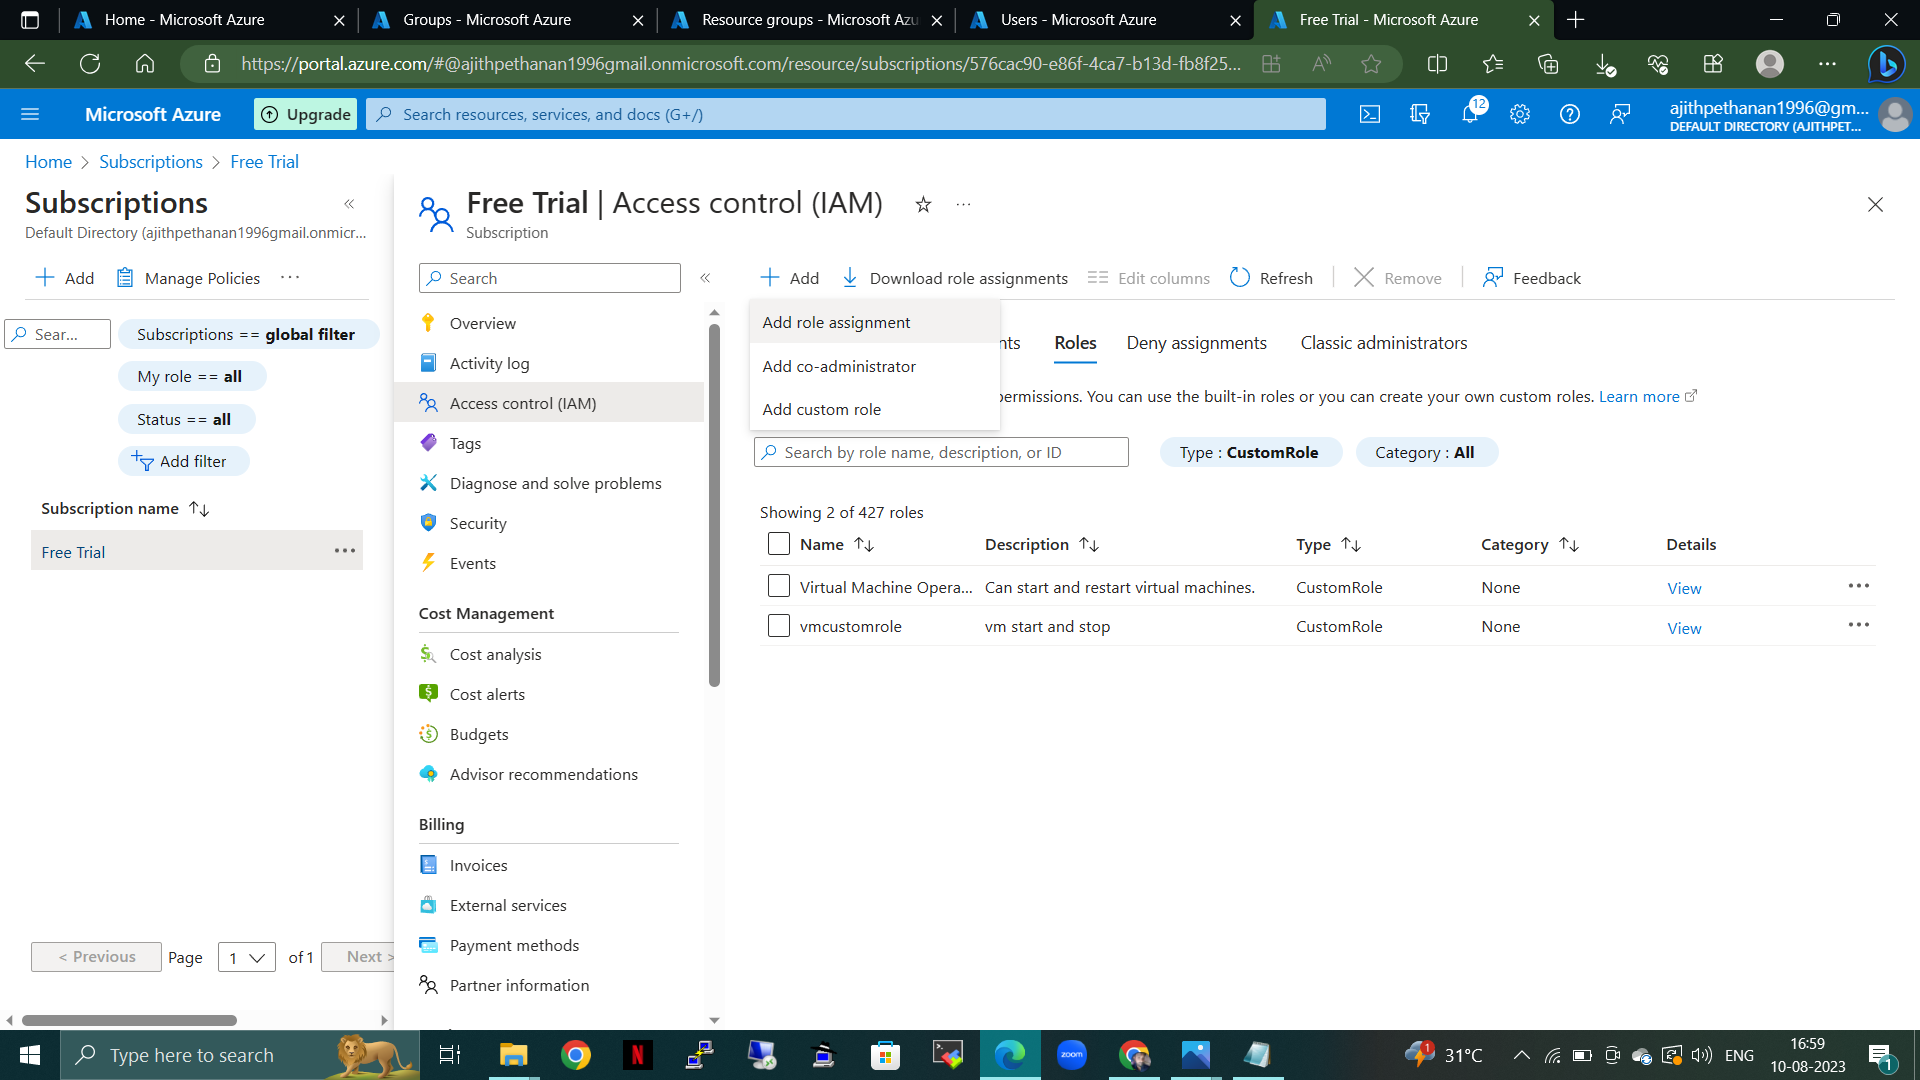 Home - Microsoft Azure
Groups - Microsoft Azure
Resource groups - Microsoft Azu
Users - Microsoft Azure
Free Trial - Microsoft Azure
https://portal.azure.com/#@ajithpethanan1996gmail.onmicrosoft.com/resource/subscriptions/576cac90-e86f-4ca7-b13d-fb8f25...
Microsoft Azure
Upgrade
Search resources, services, and docs (G+/)
12
ajithpethanan1996@gm...
DEFAULT DIRECTORY (AJITHPET...
Home > Subscriptions > Free Trial
Subscriptions
Default Directory (ajithpethanan1996gmail.onmicr...
Add
Manage Policies
Sear...
Subscriptions == global filter
My role == all
Status == all
Add filter
Subscription name
Free Trial
< Previous
Page
1
of 1
Next >
Free Trial | Access control (IAM)
Subscription
Search
Overview
Activity log
Access control (IAM)
Tags
Diagnose and solve problems
Security
Events
Cost Management
Cost analysis
Cost alerts
Budgets
Advisor recommendations
Billing
Invoices
External services
Payment methods
Partner information
Add
Download role assignments
Edit columns
Refresh
Remove
Feedback
Add role assignment
Add co-administrator
Add custom role
nts
Roles
Deny assignments
Classic administrators
permissions. You can use the built-in roles or you can create your own custom roles. Learn more
Search by role name, description, or ID
Type : CustomRole
Category : All
Showing 2 of 427 roles
Name Description Type Category Details
Virtual Machine Opera... Can start and restart virtual machines. CustomRole None View
vmcustomrole vm start and stop CustomRole None View
Type here to search
zoom
1
31°C
ENG
16:59
10-08-2023
1